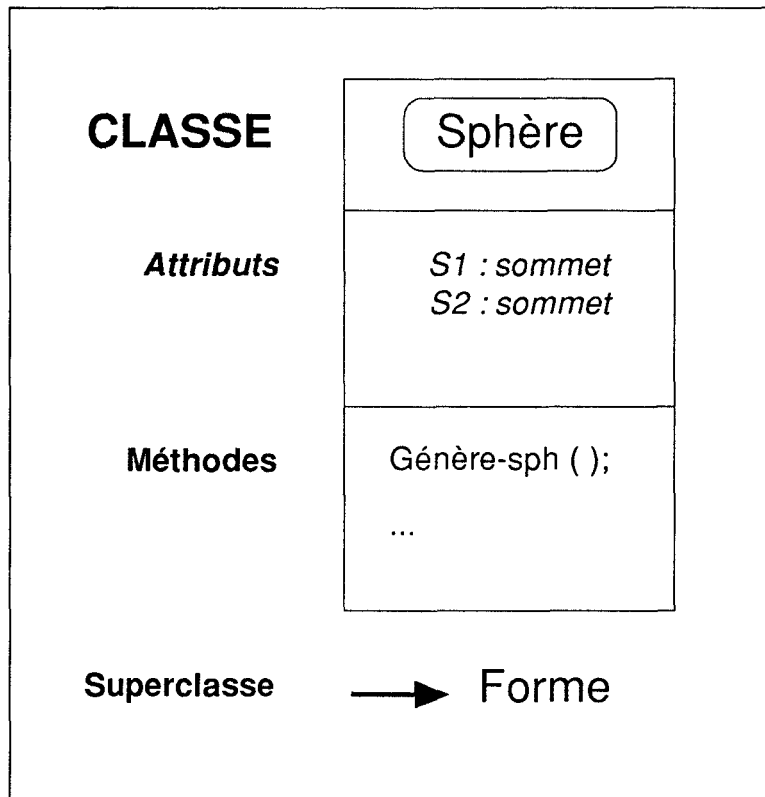 CLASSE Sphère
Attributs S1 : sommet
S2 : sommet
Méthodes Génère-sph ( );
...
Superclasse Forme